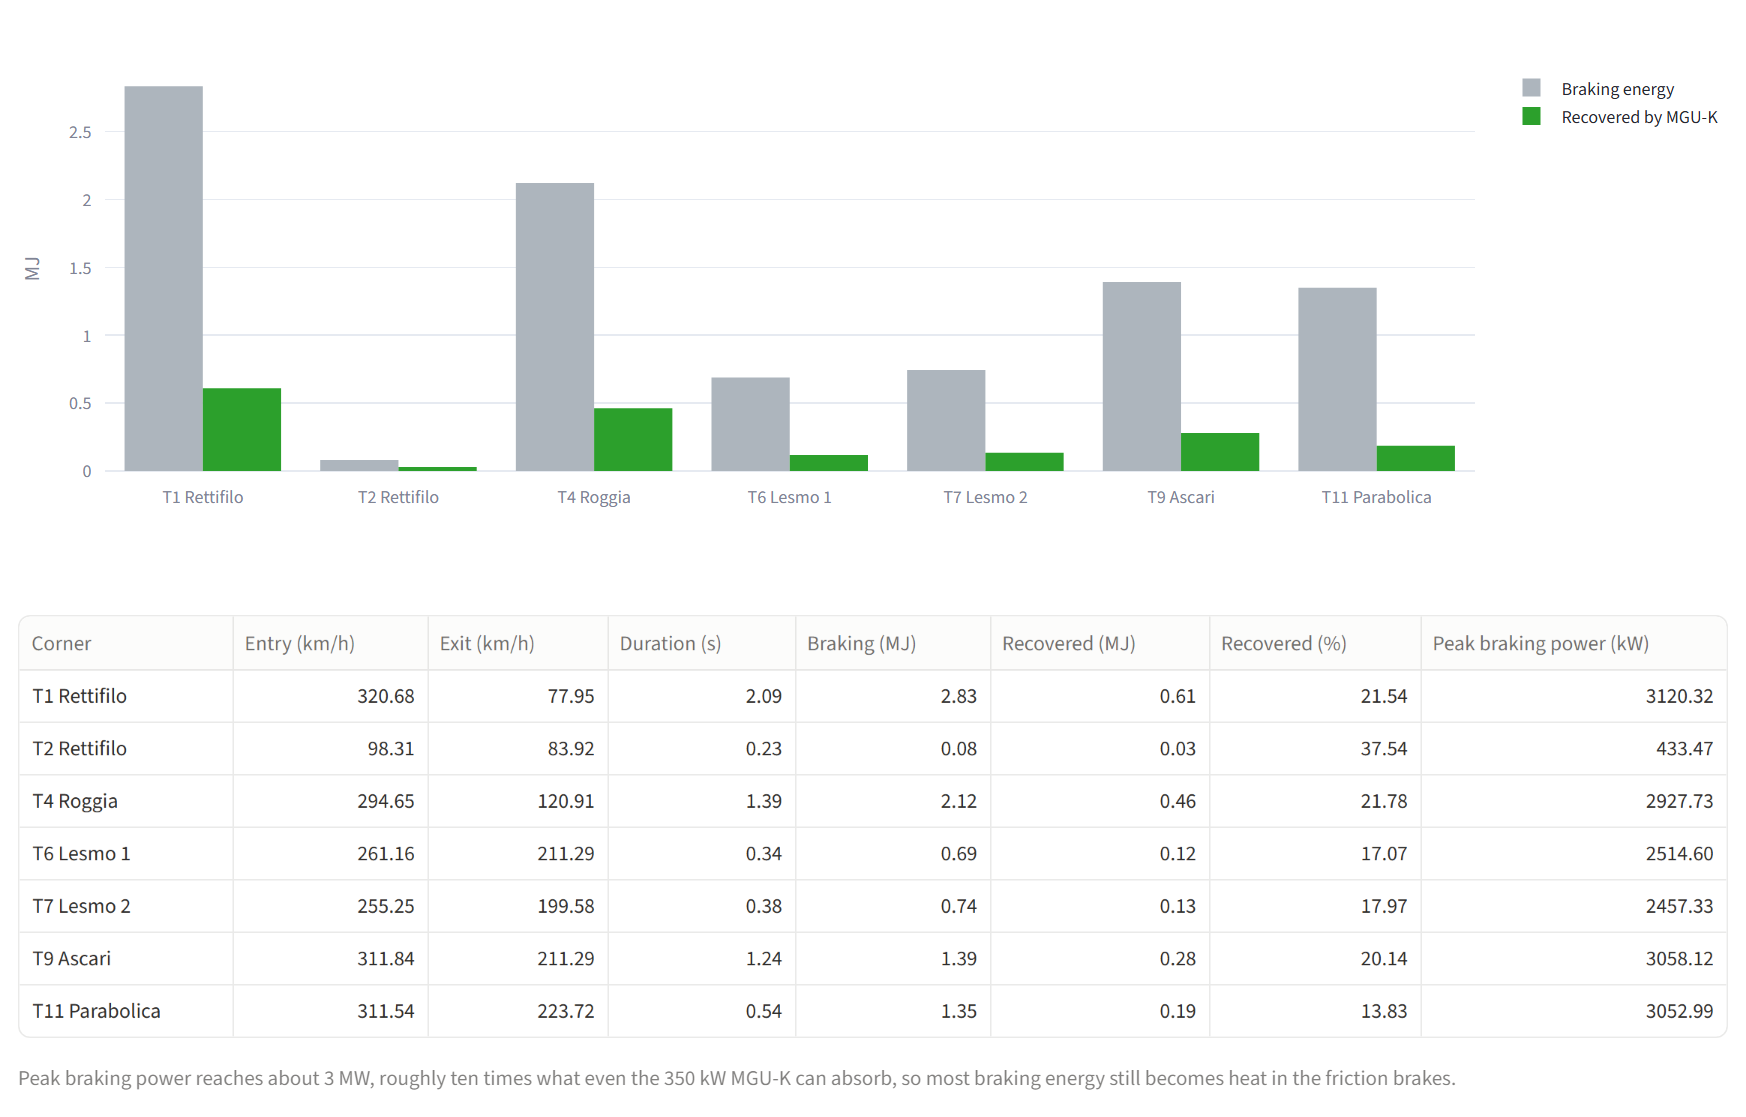 Braking energy
Recovered by MGU-K
MJ
2.5
2
1.5
1
0.5
0
T1 Rettifilo T2 Rettifilo T4 Roggia T6 Lesmo 1 T7 Lesmo 2 T9 Ascari T11 Parabolica
Corner Entry (km/h) Exit (km/h) Duration (s) Braking (MJ) Recovered (MJ) Recovered (%) Peak braking power (kW)
T1 Rettifilo 320.68 77.95 2.09 2.83 0.61 21.54 3120.32
T2 Rettifilo 98.31 83.92 0.23 0.08 0.03 37.54 433.47
T4 Roggia 294.65 120.91 1.39 2.12 0.46 21.78 2927.73
T6 Lesmo 1 261.16 211.29 0.34 0.69 0.12 17.07 2514.60
T7 Lesmo 2 255.25 199.58 0.38 0.74 0.13 17.97 2457.33
T9 Ascari 311.84 211.29 1.24 1.39 0.28 20.14 3058.12
T11 Parabolica 311.54 223.72 0.54 1.35 0.19 13.83 3052.99
Peak braking power reaches about 3 MW, roughly ten times what even the 350 kW MGU-K can absorb, so most braking energy still becomes heat in the friction brakes.